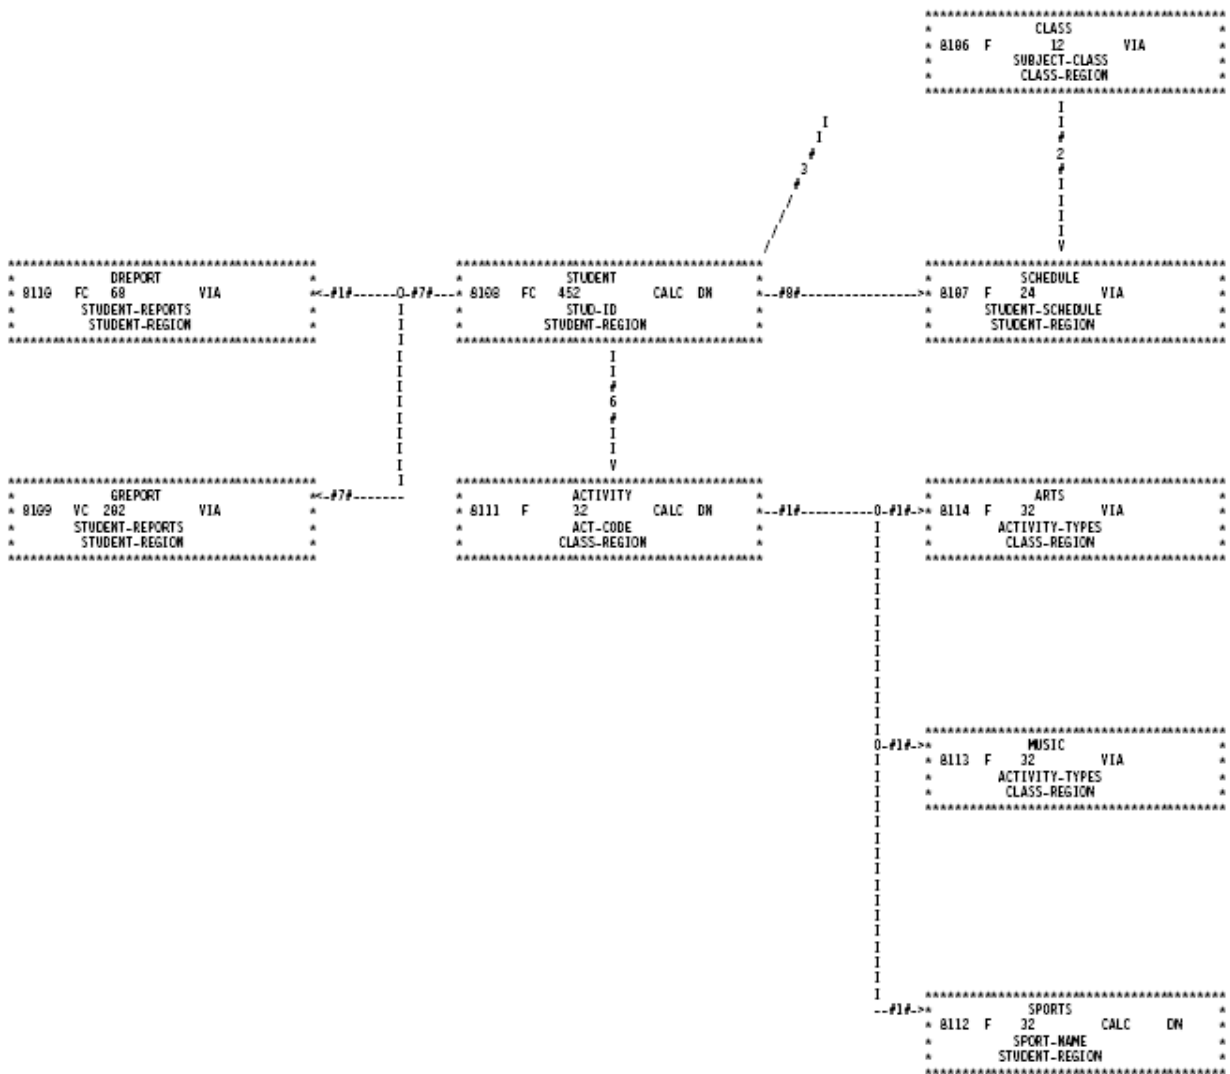 CLASS
8106 F 12 VIA
SUBJECT-CLASS
CLASS-REGION
#
2
#
#
3
#
DREPORT
8110 FC 68 VIA
STUDENT-REPORTS
STUDENT-REGION
<-#1#------O-#7#--
STUDENT
8108 FC 452 CALC DN
STUD-ID
STUDENT-REGION
--#8#----------------->
SCHEDULE
8107 F 24 VIA
STUDENT-SCHEDULE
STUDENT-REGION
#
6
#
GREPORT
8109 VC 202 VIA
STUDENT-REPORTS
STUDENT-REGION
<-#7#-------
ACTIVITY
8111 F 32 CALC DN
ACT-CODE
CLASS-REGION
--#1#----------O-#1#->
ARTS
8114 F 32 VIA
ACTIVITY-TYPES
CLASS-REGION
O-#1#->
MUSIC
8113 F 32 VIA
ACTIVITY-TYPES
CLASS-REGION
--#1#->
SPORTS
8112 F 32 CALC DN
SPORT-NAME
STUDENT-REGION